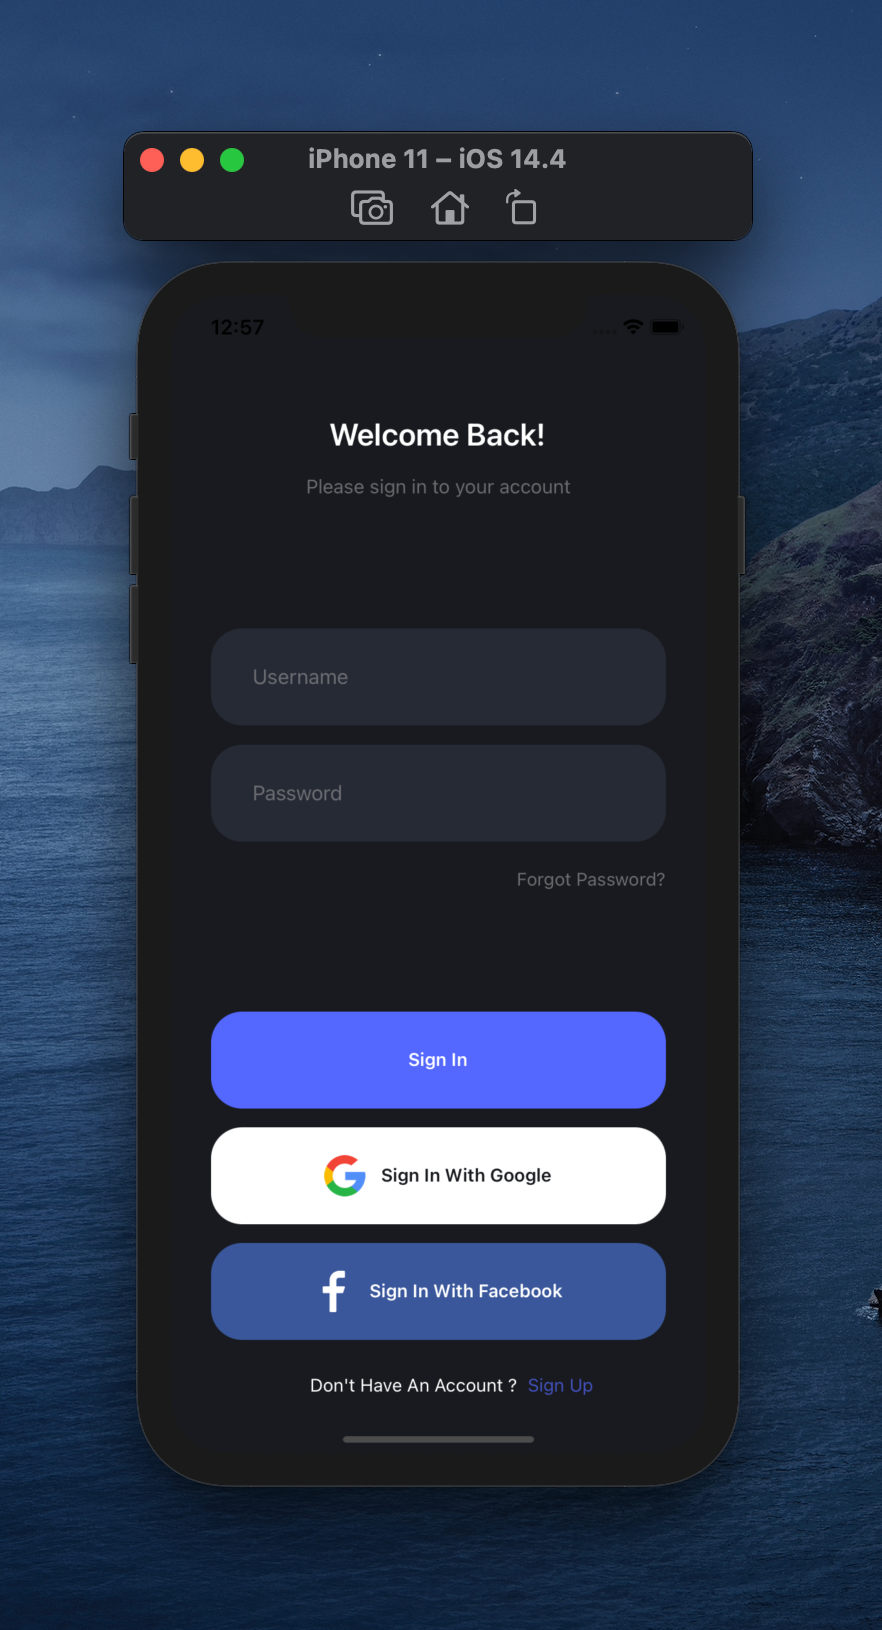 iPhone 11 – iOS 14.4
12:57
Welcome Back!
Please sign in to your account
Username
Password
Forgot Password?
Sign In
Sign In With Google
Sign In With Facebook
Don't Have An Account ? Sign Up